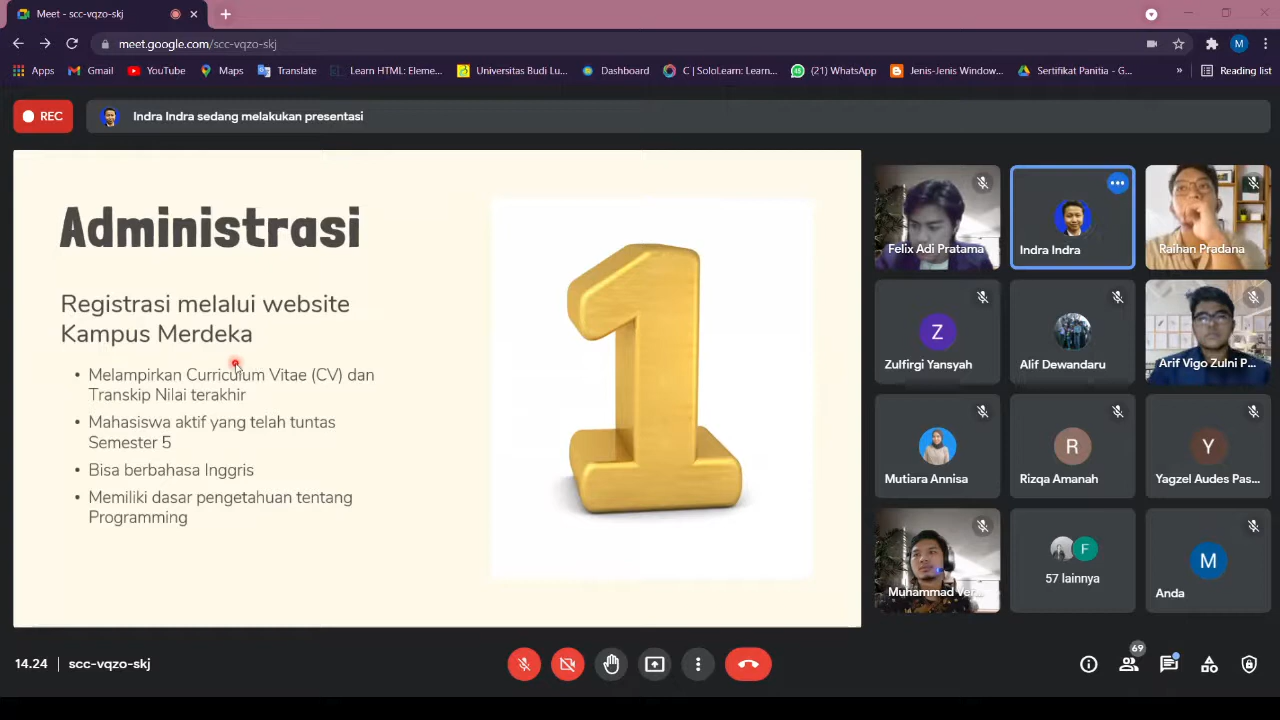 Meet - scc-vqzo-skj
meet.google.com/scc-vqzo-skj
M
Apps
Gmail
YouTube
Maps
Translate
Learn HTML: Eleme...
Universitas Budi Lu...
Dashboard
C | SoloLearn: Learn...
(21) WhatsApp
Jenis-Jenis Window...
Sertifikat Panitia - G...
»
Reading list
REC
Indra Indra sedang melakukan presentasi
Administrasi
Registrasi melalui website
Kampus Merdeka
• Melampirkan Curriculum Vitae (CV) dan
Transkip Nilai terakhir
• Mahasiswa aktif yang telah tuntas
Semester 5
• Bisa berbahasa Inggris
• Memiliki dasar pengetahuan tentang
Programming
1
Felix Adi Pratama
Indra Indra
Raihan Pradana
Z
Zulfirgi Yansyah
Alif Dewandaru
Arif Vigo Zulni P...
Mutiara Annisa
R
Rizqa Amanah
Y
Yagzel Audes Pas...
Muhammad Ver...
F
57 lainnya
M
Anda
14.24 | scc-vqzo-skj
69